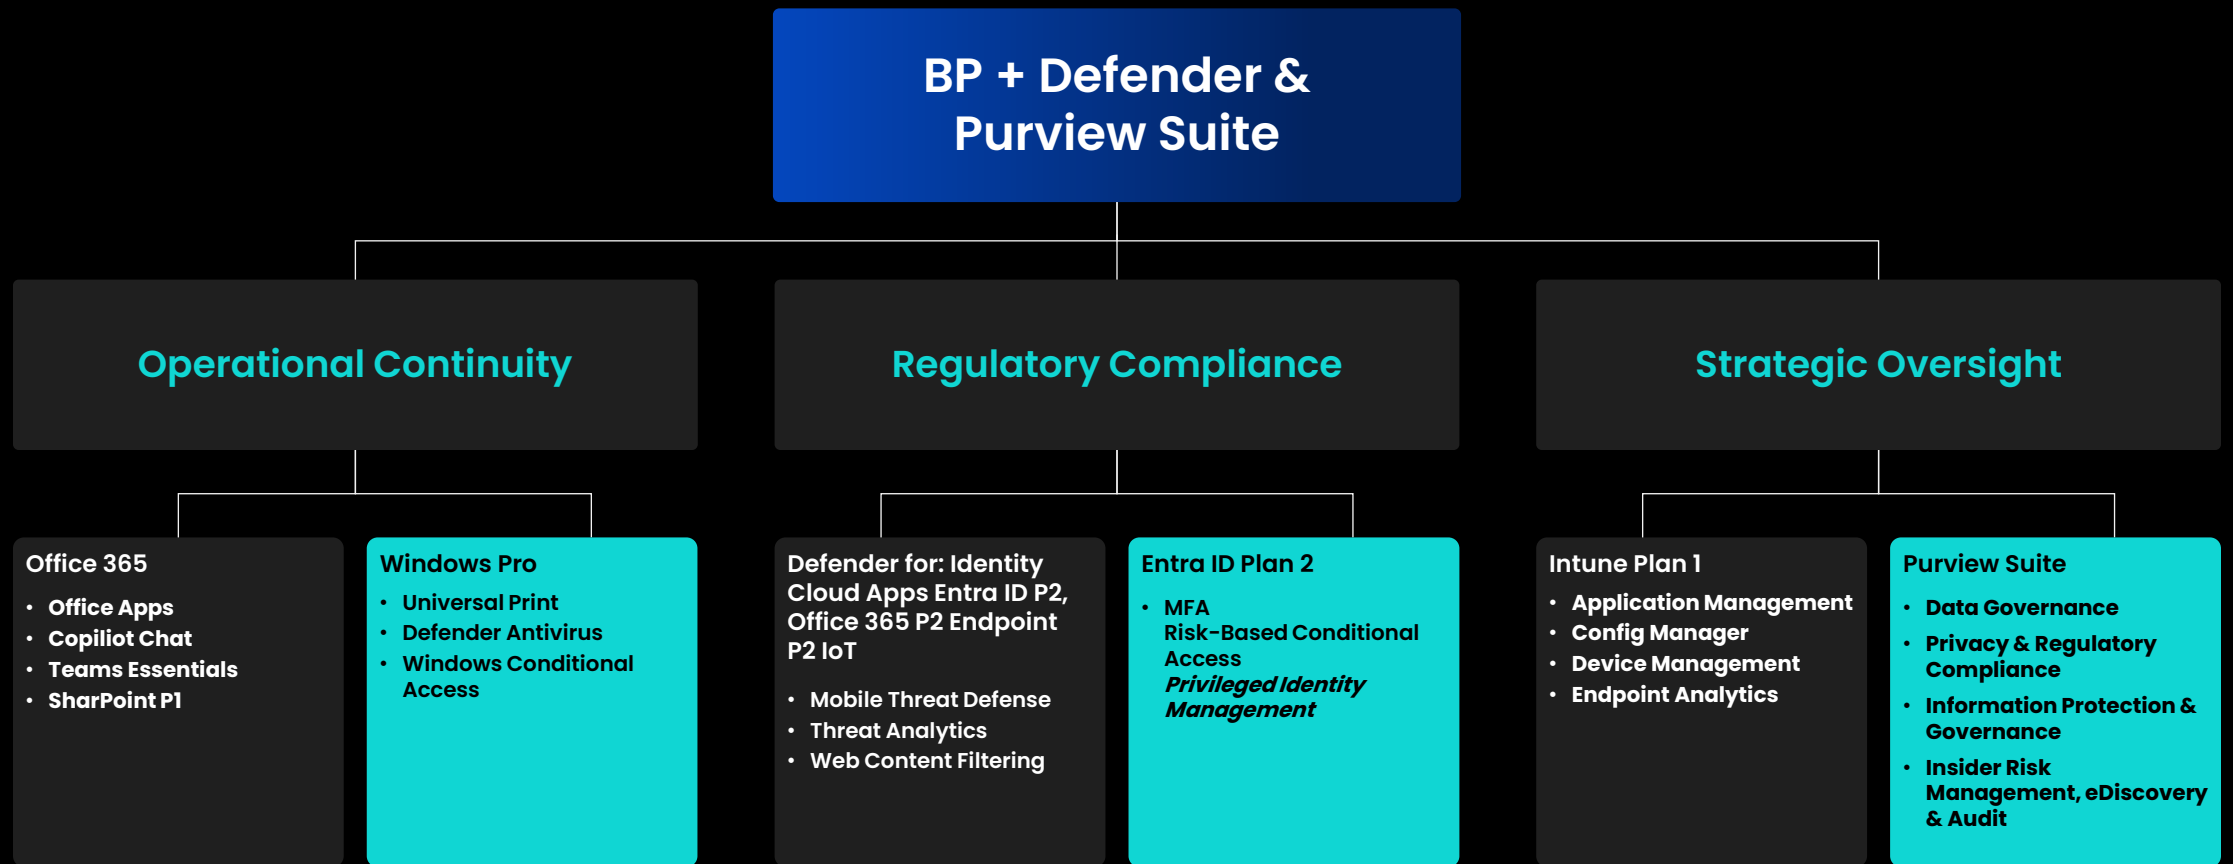 BP + Defender &
Purview Suite
Operational Continuity
Regulatory Compliance
Strategic Oversight
Office 365
• Office Apps
• Copiliot Chat
• Teams Essentials
• SharPoint P1
Windows Pro
• Universal Print
• Defender Antivirus
• Windows Conditional
Access
Defender for: Identity
Cloud Apps Entra ID P2,
Office 365 P2 Endpoint
P2 IoT
• Mobile Threat Defense
• Threat Analytics
• Web Content Filtering
Entra ID Plan 2
• MFA
Risk-Based Conditional
Access
Privileged Identity
Management
Intune Plan 1
• Application Management
• Config Manager
• Device Management
• Endpoint Analytics
Purview Suite
• Data Governance
• Privacy & Regulatory
Compliance
• Information Protection &
Governance
• Insider Risk
Management, eDiscovery
& Audit